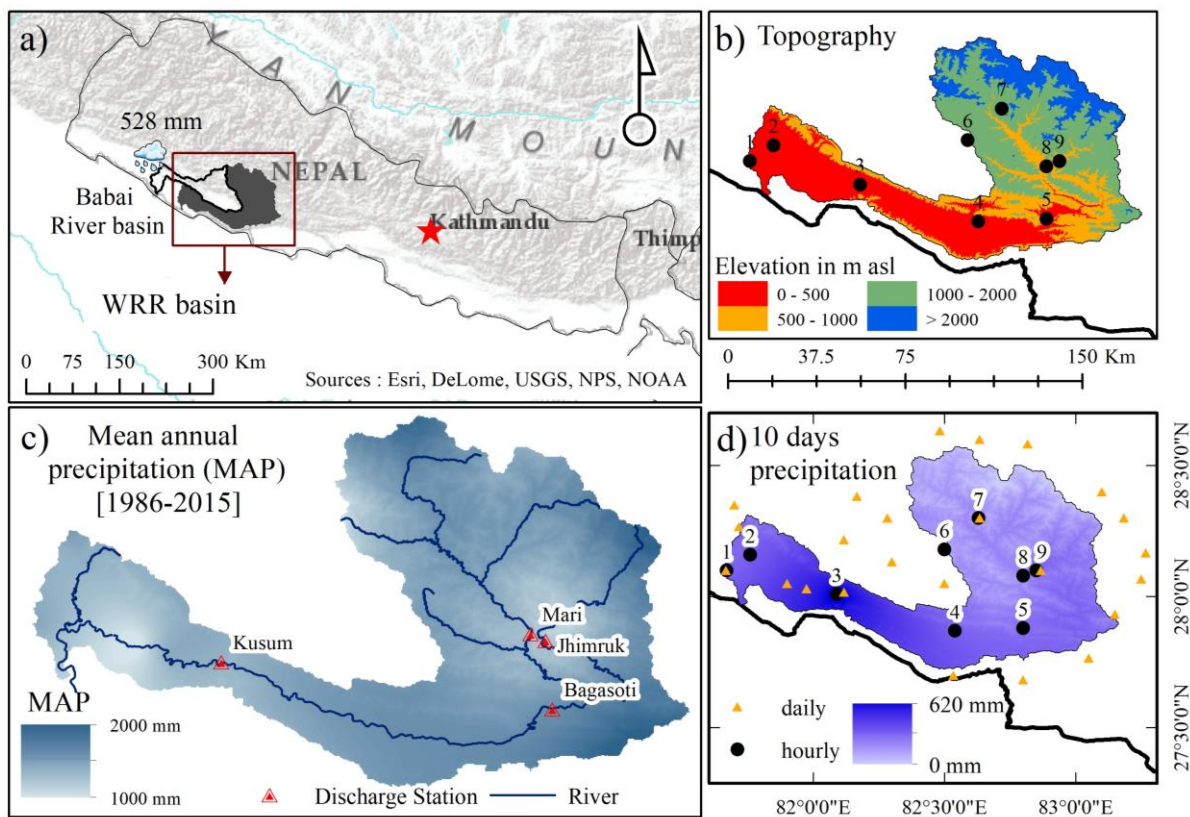 a)
Y A N
M O U N
528 mm
NEPAL
Babai
River basin
Kathmandu
Thimp
WRR basin
0 75 150 300 Km
Sources : Esri, DeLome, USGS, NPS, NOAA
b) Topography
7
6
2
1
8
9
3
4
5
Elevation in m asl
0 - 500
1000 - 2000
500 - 1000
> 2000
0 37.5 75 150 Km
c) Mean annual
precipitation (MAP)
[1986-2015]
Mari
Jhimruk
Kusum
Bagasoti
MAP
2000 mm
1000 mm
Discharge Station
River
d) 10 days
precipitation
7
6
2
1
8
9
3
4
5
daily
hourly
620 mm
0 mm
28°30'0"N
28°0'0"N
27°30'0"N
82°0'0"E 82°30'0"E 83°0'0"E